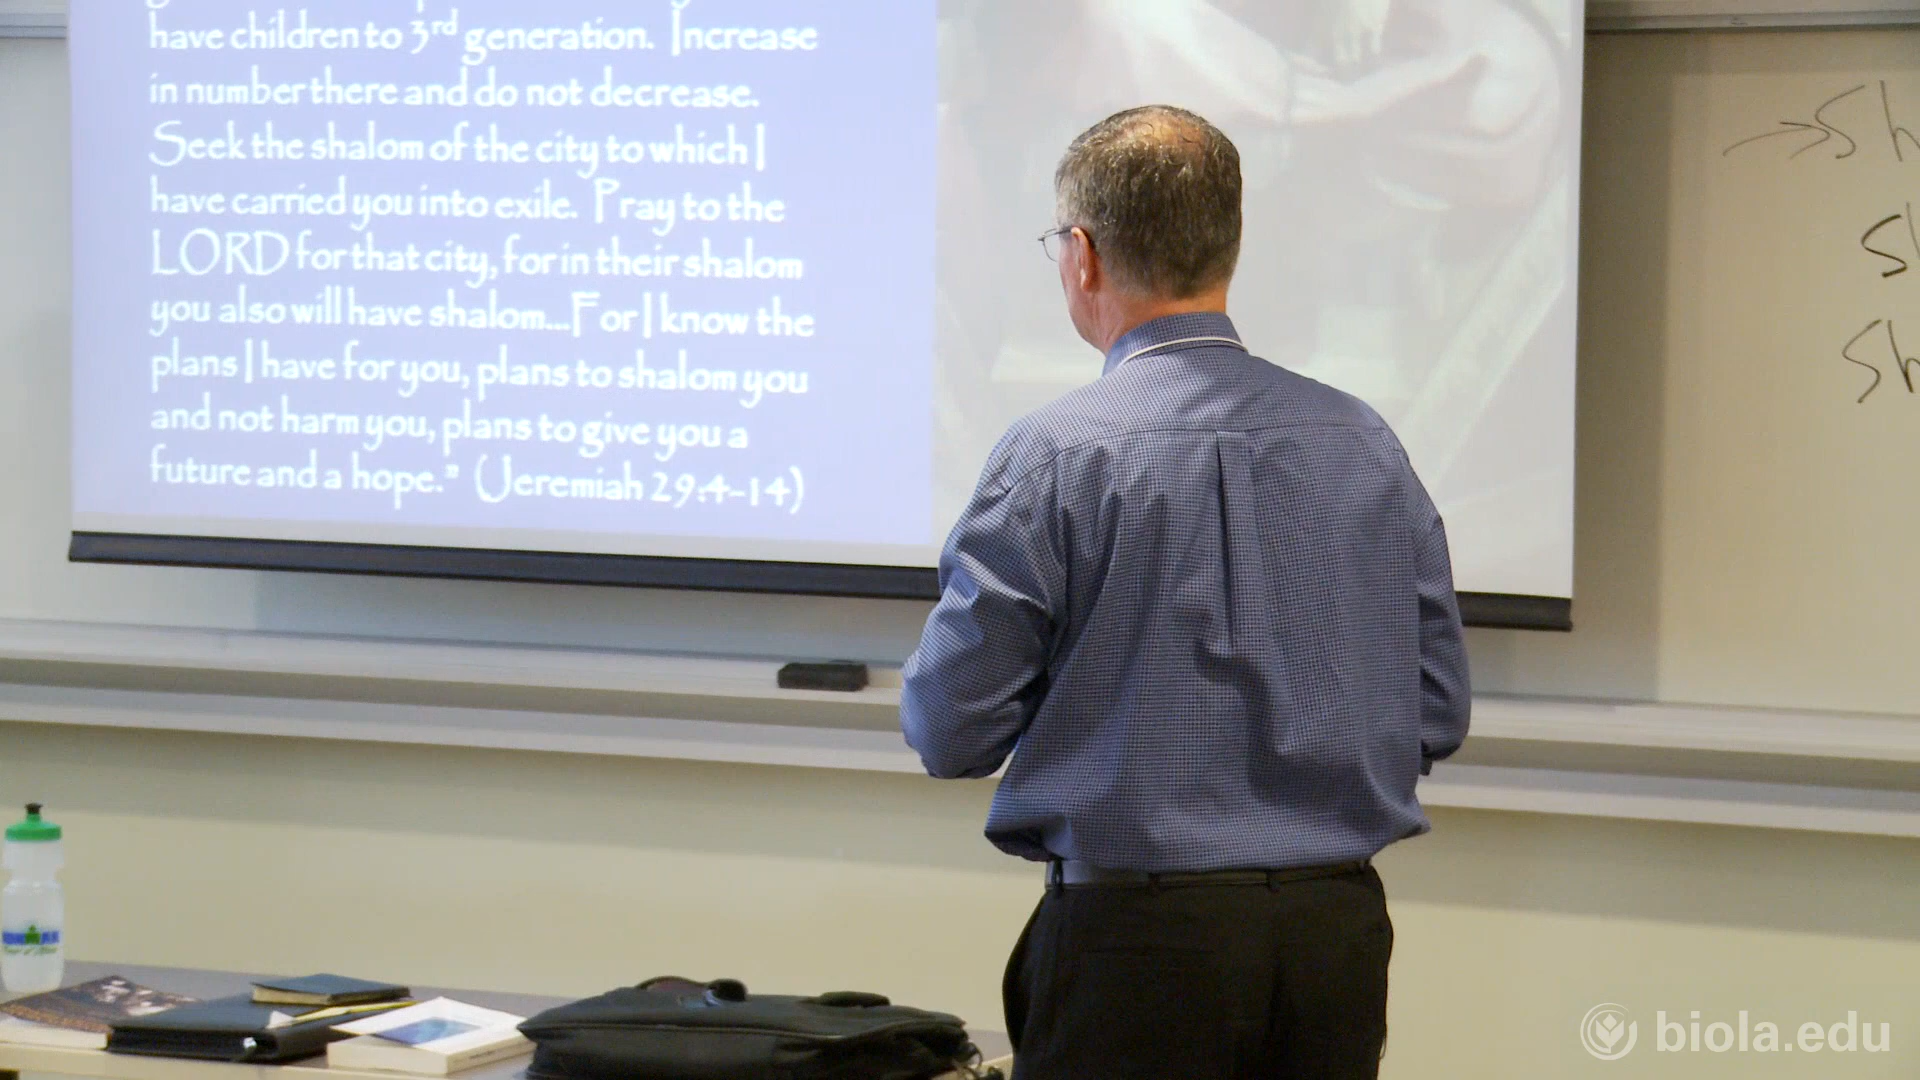 have children to 3rd generation. Increase
in number there and do not decrease.
Seek the shalom of the city to which I
have carried you into exile. Pray to the
LORD for that city, for in their shalom
you also will have shalom...For I know the
plans I have for you, plans to shalom you
and not harm you, plans to give you a
future and a hope.” (Jeremiah 29:4-14)
→ Sh
Sh
biola.edu